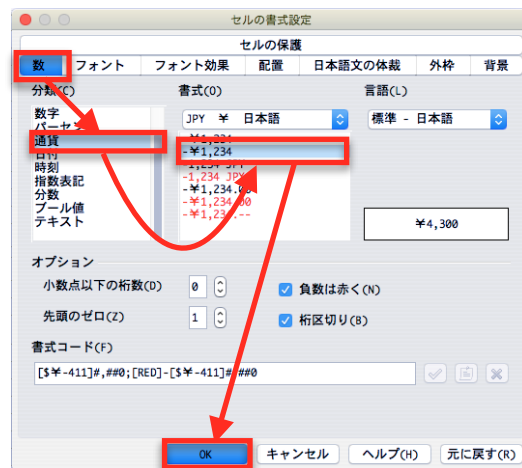 セルの書式設定
セルの保護
数 フォント フォント効果 配置 日本語文の体裁 外枠 背景
分類(C) 書式(O) 言語(L)
JPY ¥ 日本語
標準 - 日本語
数字
通貨
日付
時刻
指数表記
分数
ブール値
テキスト
-¥1,234
-¥1,234
-1,234 JPY
-1,234 JPY
-¥1,234.00
-¥1,234.00
-¥1,234.--
¥4,300
オプション
小数点以下の桁数(D) 0 負数は赤く(N)
先頭のゼロ(Z) 1 桁区切り(B)
書式コード(F)
[$¥-411]#,##0;[RED]-[$¥-411]#,##0
OK キャンセル ヘルプ(H) 元に戻す(R)